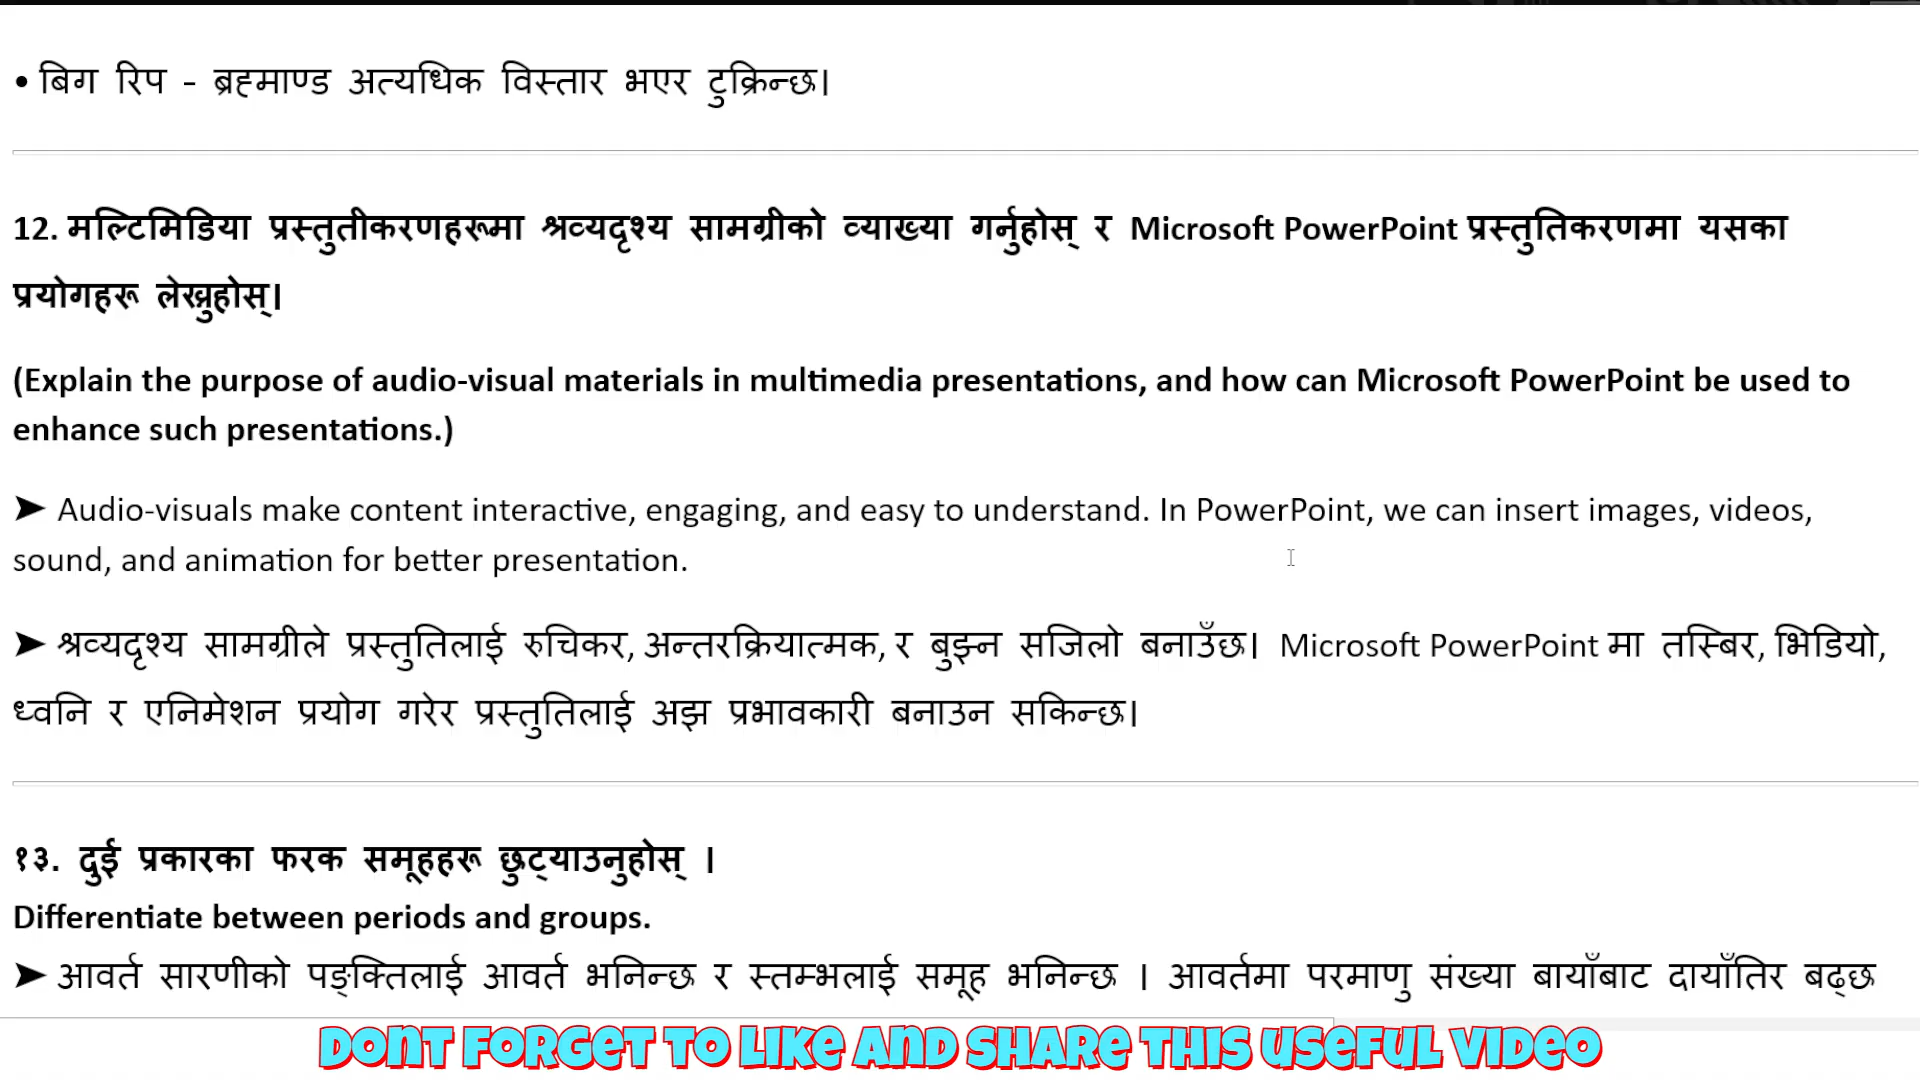 • बिग रिप - ब्रह्माण्ड अत्यधिक विस्तार भएर टुक्रिन्छ।
12. मल्टिमिडिया प्रस्तुतीकरणहरूमा श्रव्यदृश्य सामग्रीको व्याख्या गर्नुहोस् र Microsoft PowerPoint प्रस्तुतिकरणमा यसका
प्रयोगहरू लेख्नुहोस्।
(Explain the purpose of audio-visual materials in multimedia presentations, and how can Microsoft PowerPoint be used to
enhance such presentations.)
➤ Audio-visuals make content interactive, engaging, and easy to understand. In PowerPoint, we can insert images, videos,
sound, and animation for better presentation.
➤ श्रव्यदृश्य सामग्रीले प्रस्तुतिलाई रुचिकर, अन्तरक्रियात्मक, र बुझ्न सजिलो बनाउँछ। Microsoft PowerPoint मा तस्बिर, भिडियो,
ध्वनि र एनिमेशन प्रयोग गरेर प्रस्तुतिलाई अझ प्रभावकारी बनाउन सकिन्छ।
१३. दुई प्रकारका फरक समूहहरू छुट्याउनुहोस् ।
Differentiate between periods and groups.
➤ आवर्त सारणीको पङ्क्तिलाई आवर्त भनिन्छ र स्तम्भलाई समूह भनिन्छ । आवर्तमा परमाणु संख्या बायाँबाट दायाँतिर बढ्छ
DONT FORGET TO LIKE AND SHARE THIS USEFUL VIDEO